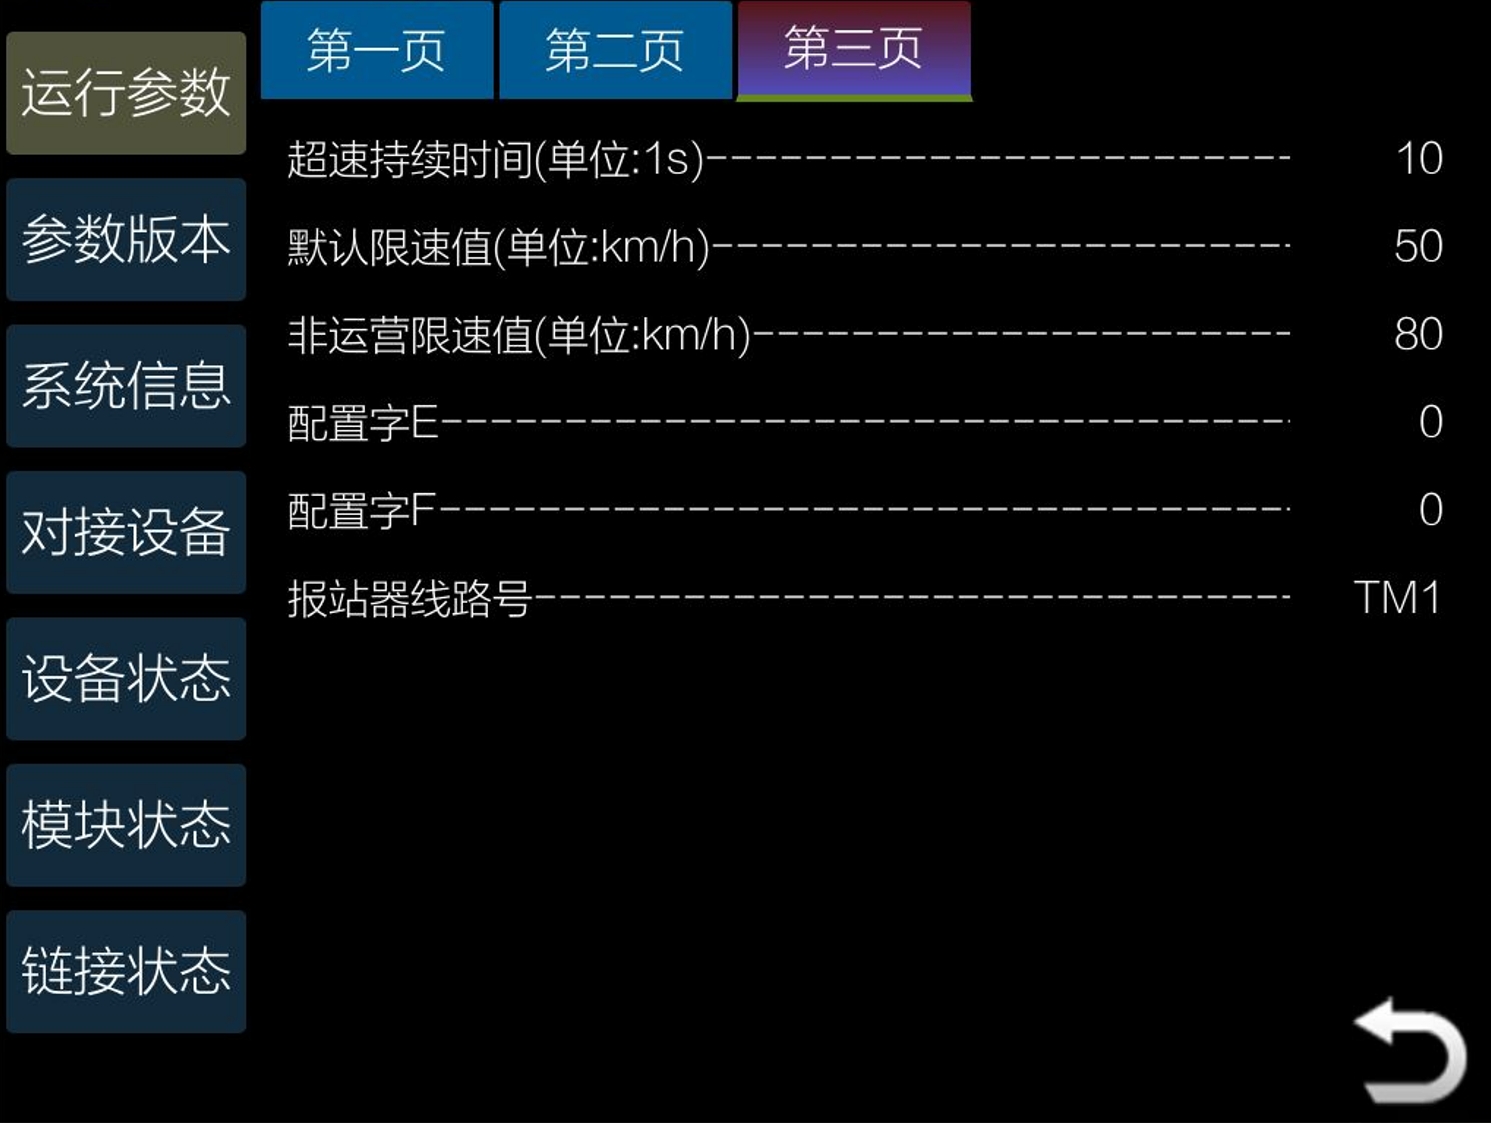 第一页 第二页 第三页
运行参数
参数版本
系统信息
对接设备
设备状态
模块状态
链接状态
超速持续时间(单位:1s)------------------------ 10
默认限速值(单位:km/h)------------------------ 50
非运营限速值(单位:km/h)---------------------- 80
配置字E----------------------------------- 0
配置字F----------------------------------- 0
报站器线路号------------------------------- TM1